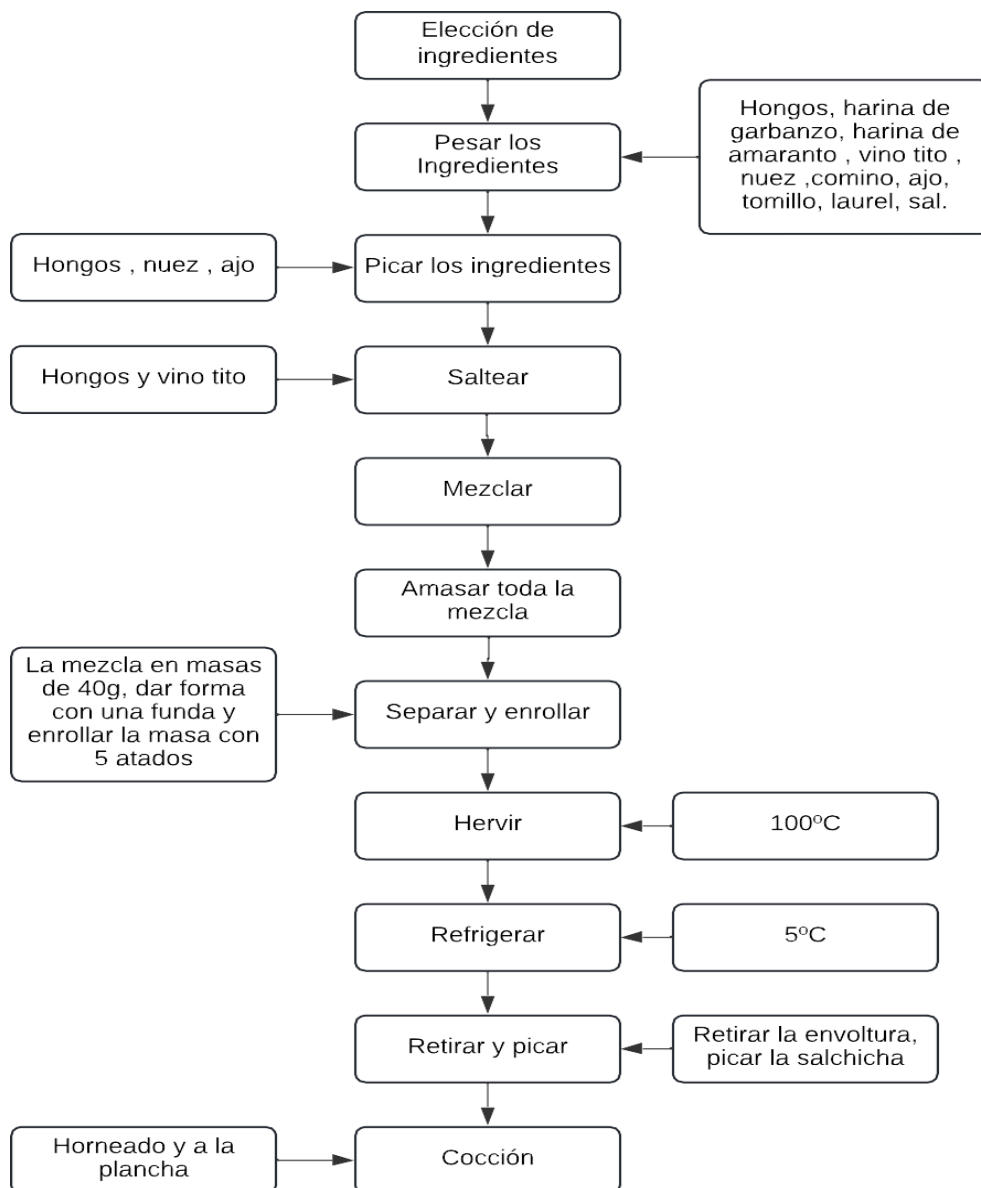 Elección de
ingredientes
Hongos, harina de
garbanzo, harina de
amaranto , vino tito ,
nuez ,comino, ajo,
tomillo, laurel, sal.
Pesar los
Ingredientes
Hongos , nuez , ajo
Picar los ingredientes
Hongos y vino tito
Saltear
Mezclar
Amasar toda la
mezcla
La mezcla en masas
de 40g, dar forma
con una funda y
enrollar la masa con
5 atados
Separar y enrollar
Hervir
100ºC
Refrigerar
5ºC
Retirar y picar
Retirar la envoltura,
picar la salchicha
Horneado y a la
plancha
Cocción